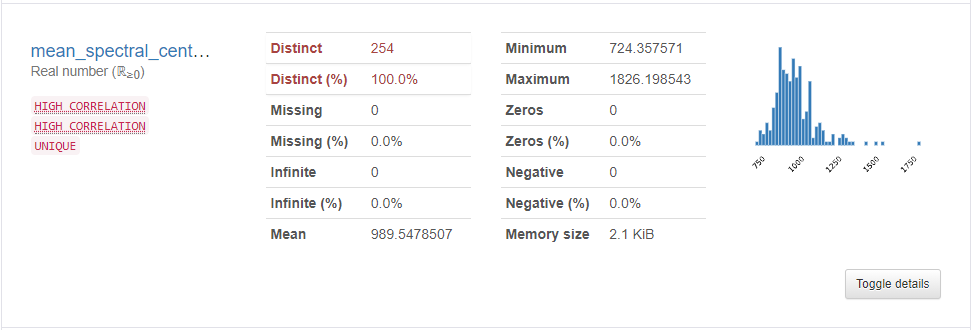 mean_spectral_cent…
Real number (ℝ≥0)
HIGH CORRELATION
HIGH CORRELATION
UNIQUE
Distinct 254
Distinct (%) 100.0%
Missing 0
Missing (%) 0.0%
Infinite 0
Infinite (%) 0.0%
Mean 989.5478507
Minimum 724.357571
Maximum 1826.198543
Zeros 0
Zeros (%) 0.0%
Negative 0
Negative (%) 0.0%
Memory size 2.1 KiB
750 1000 1250 1500 1750
Toggle details